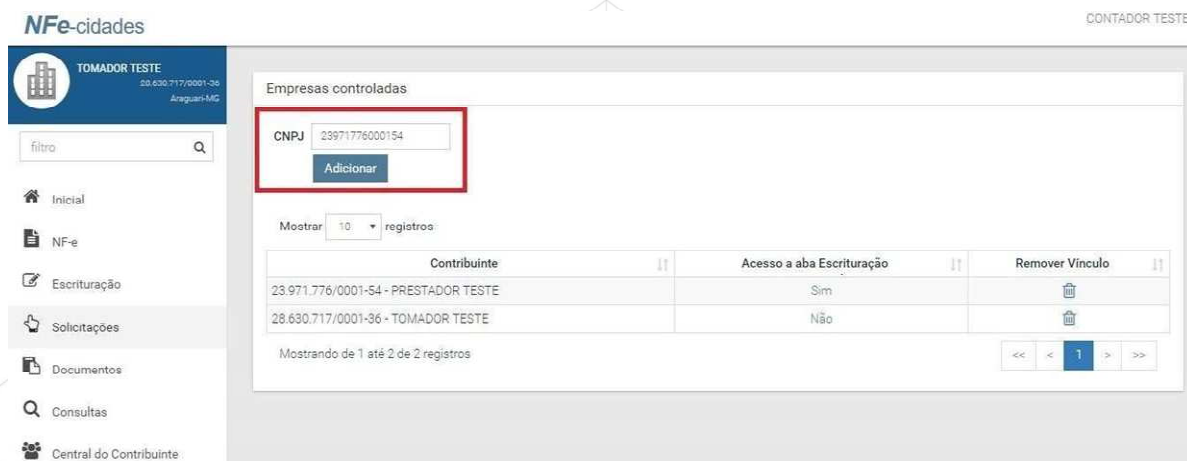 NFe-cidades
CONTADOR TESTE
TOMADOR TESTE
28.630.717/0001-36
Araguari-MG
filtro
Inicial
NF-e
Escrituração
Solicitações
Documentos
Consultas
Central do Contribuinte
Empresas controladas
CNPJ 23971776000154
Adicionar
Mostrar 10 registros
Contribuinte Acesso a aba Escrituração Remover Vínculo
23.971.776/0001-54 - PRESTADOR TESTE Sim
28.630.717/0001-36 - TOMADOR TESTE Não
Mostrando de 1 até 2 de 2 registros
<< < 1 > >>